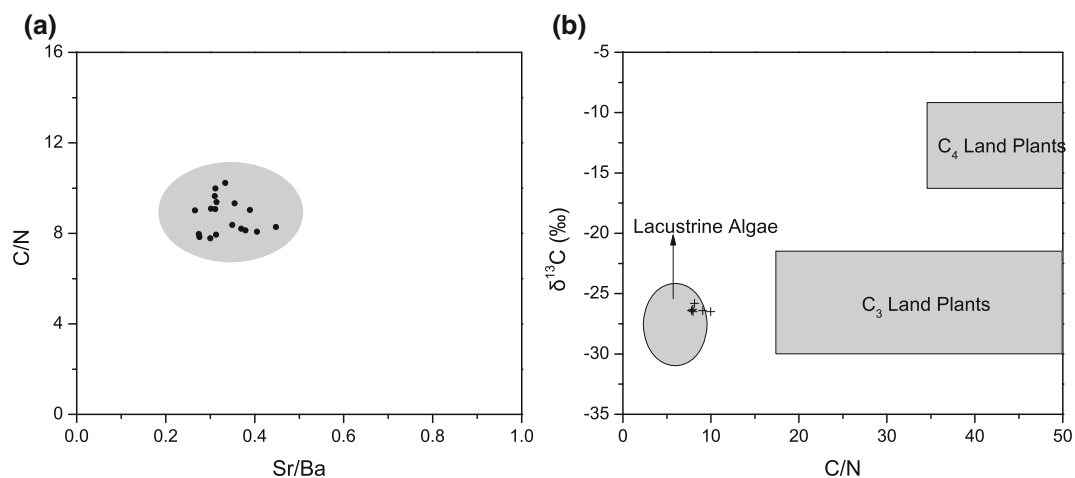 (a)
16
12
8
4
0
C/N
0.0 0.2 0.4 0.6 0.8 1.0
Sr/Ba
(b)
-5
-10
-15
-20
-25
-30
-35
δ¹³C (‰)
C₄ Land Plants
Lacustrine Algae
C₃ Land Plants
0 10 20 30 40 50
C/N